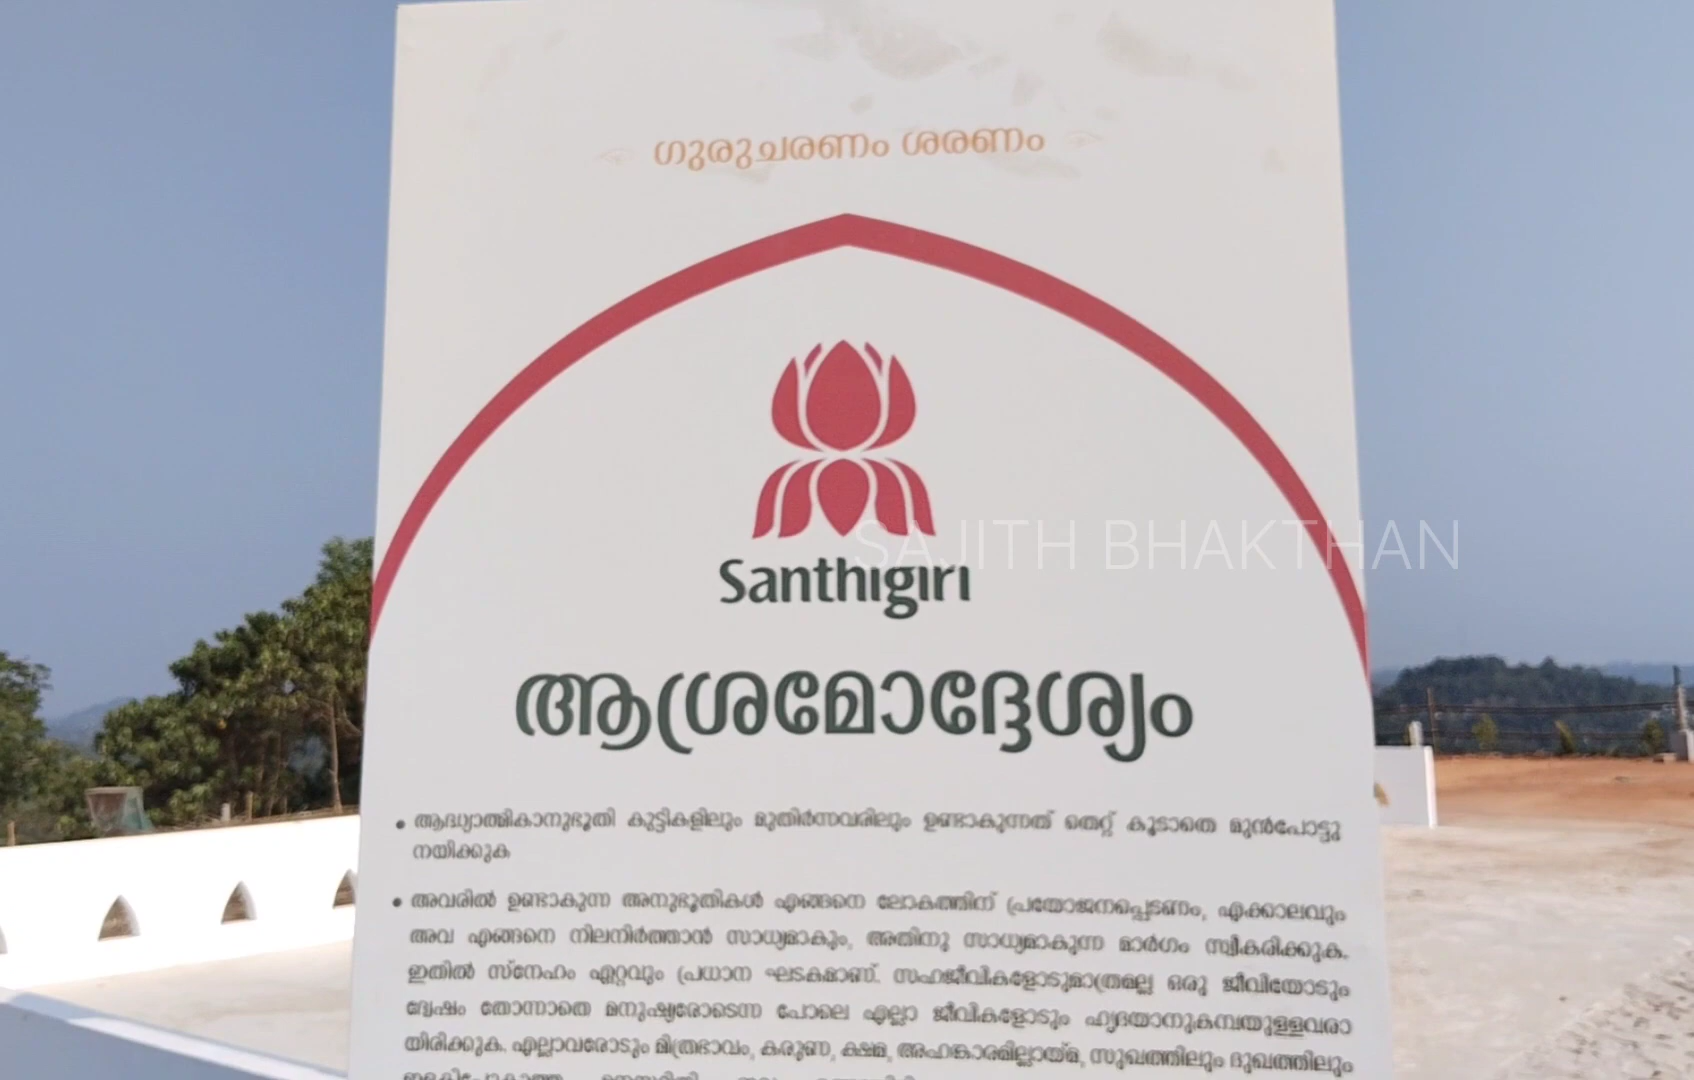 ഗുരുചരണം ശരണം
Santhigiri
SAJITH BHAKTHAN
ആശ്രമോദ്ദേശ്യം
• ആദ്ധ്യാത്മികാനുഭൂതി കുട്ടികളിലും മുതിർന്നവരിലും ഉണ്ടാകുന്നത് തെറ്റ് കൂടാതെ മുൻപോട്ടു
നയിക്കുക
• അവരിൽ ഉണ്ടാകുന്ന അനുഭൂതികൾ എങ്ങനെ ലോകത്തിന് പ്രയോജനപ്പെടണം, എക്കാലവും
അവ എങ്ങനെ നിലനിർത്താൻ സാധ്യമാകും, അതിനു സാധ്യമാകുന്ന മാർഗം സ്വീകരിക്കുക.
ഇതിൽ സ്നേഹം ഏറ്റവും പ്രധാന ഘടകമാണ്. സഹജീവികളോടുമാത്രമല്ല ഒരു ജീവിയോടും
ദ്വേഷം തോന്നാതെ മനുഷ്യരോടെന്ന പോലെ എല്ലാ ജീവികളോടും ഹൃദയാനുകമ്പയുള്ളവരാ
യിരിക്കുക. എല്ലാവരോടും മിത്രഭാവം, കരുണ, ക്ഷമ, അഹങ്കാരമില്ലായ്മ, സുഖത്തിലും ദുഖത്തിലും